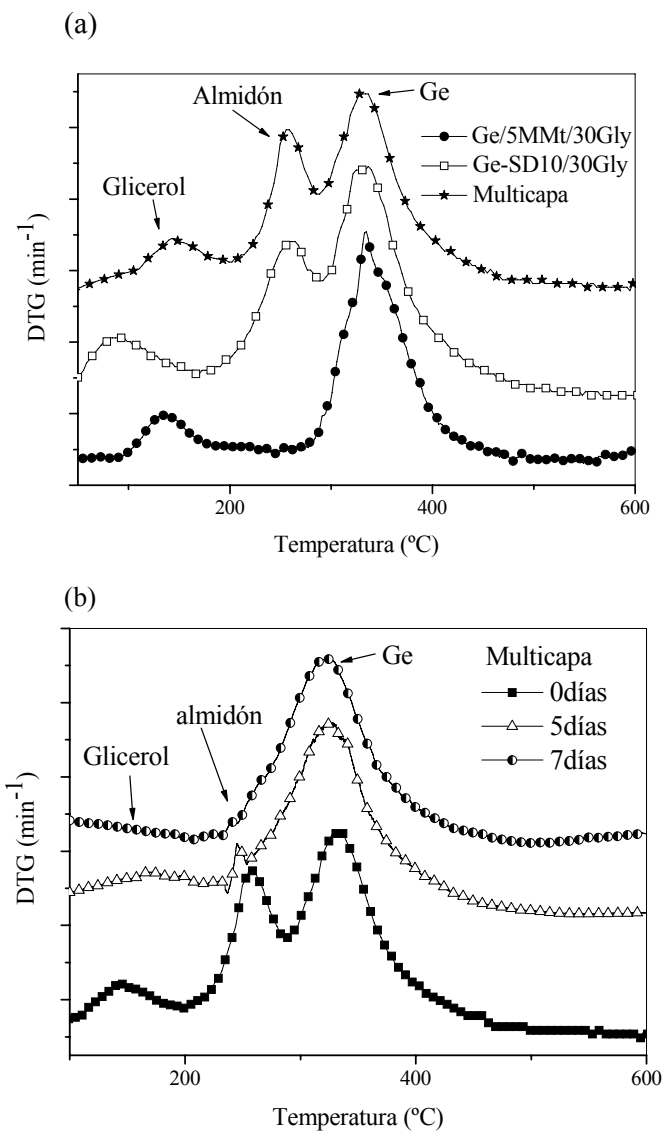 (a)
Almidón
Ge
Glicerol
Ge/5MMt/30Gly
Ge-SD10/30Gly
Multicapa
DTG (min⁻¹)
200
400
600
Temperatura (ºC)
(b)
Ge
Multicapa
almidón
0días
5días
7días
Glicerol
DTG (min⁻¹)
200
400
600
Temperatura (ºC)